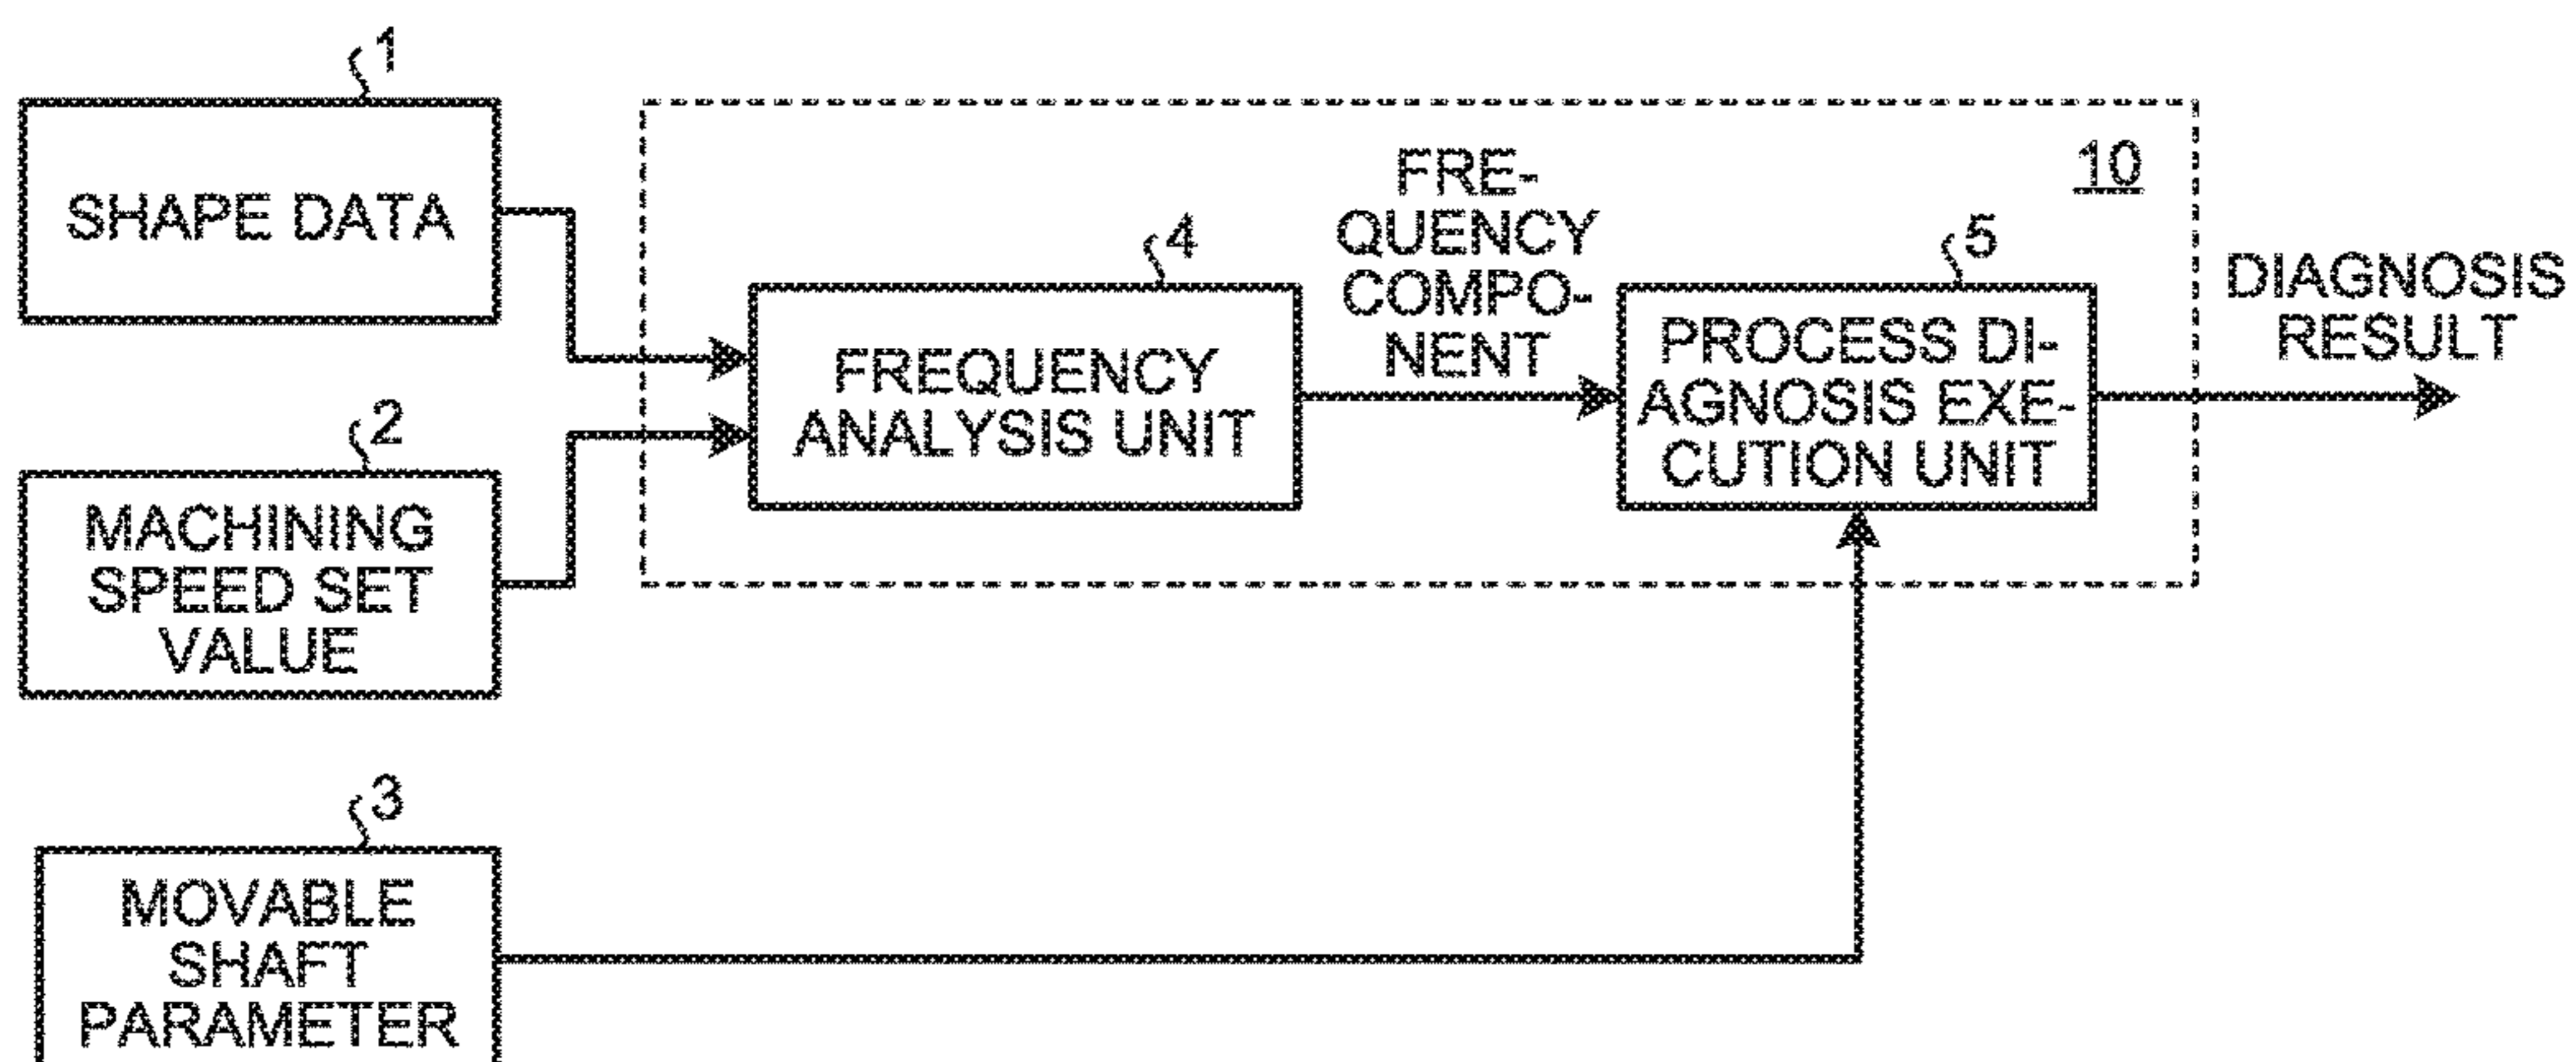 1
SHAPE DATA
2
MACHINING
SPEED SET
VALUE
3
MOVABLE
SHAFT
PARAMETER
10
4
FREQUENCY
ANALYSIS UNIT
FRE-
QUENCY
COMPO-
NENT
5
PROCESS DI-
AGNOSIS EXE-
CUTION UNIT
DIAGNOSIS
RESULT